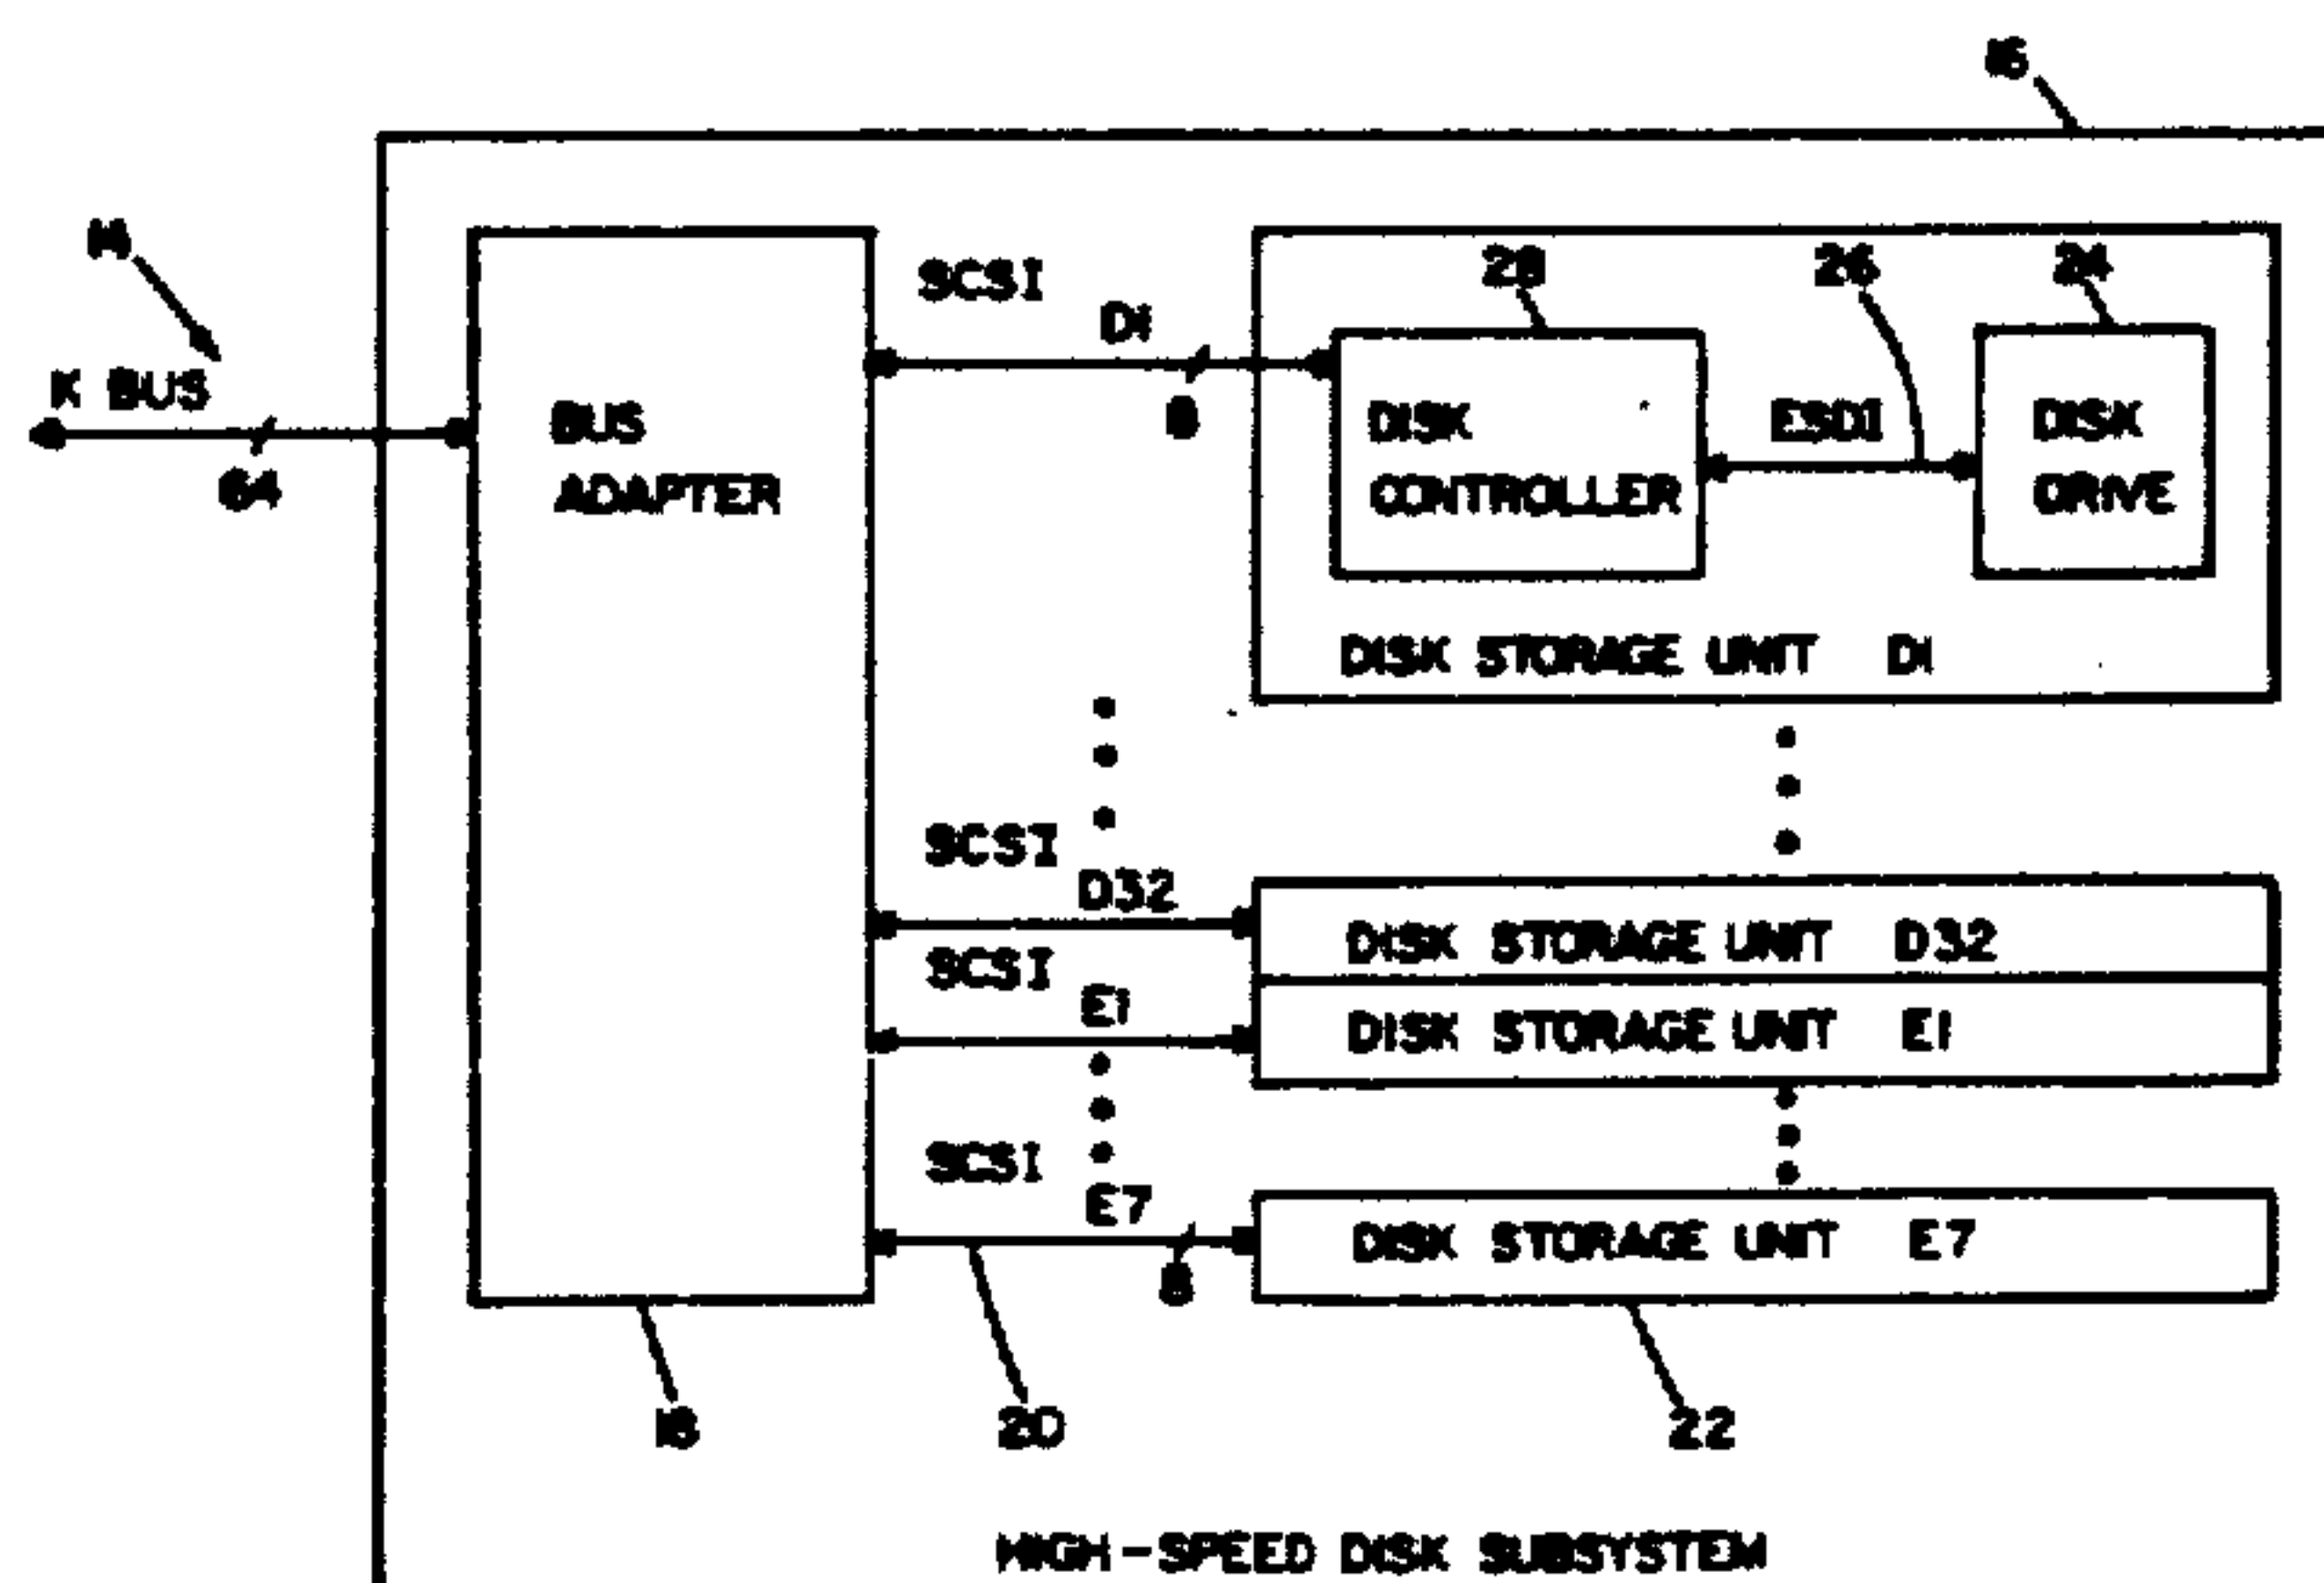 16
14
K BUS
64
BUS
ADAPTER
SCSI
D1
8
28
26
24
DISK
CONTROLLER
ESDI
DISK
DRIVE
DISK STORAGE UNIT D1
SCSI
D32
DISK STORAGE UNIT D32
SCSI
E1
DISK STORAGE UNIT E1
SCSI
E7
8
DISK STORAGE UNIT E7
18
20
22
HIGH-SPEED DISK SUBSYSTEM